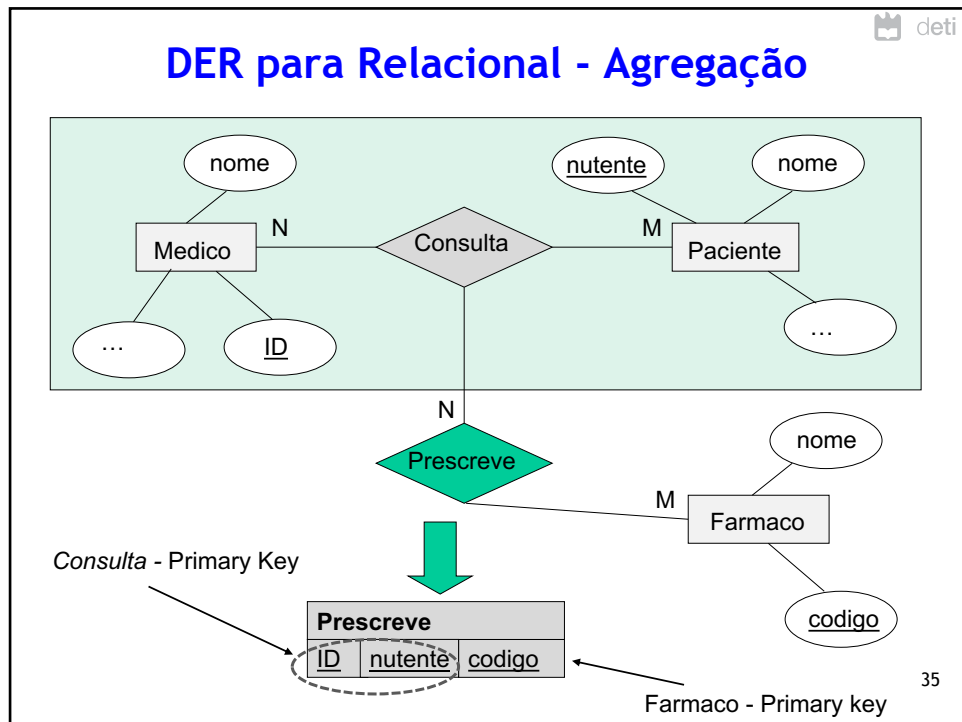 deti
DER para Relacional - Agregação
nome
nutente
nome
N
M
Medico
Consulta
Paciente
…
ID
…
N
Prescreve
nome
M
Farmaco
Consulta - Primary Key
codigo
Prescreve
ID nutente codigo
35
Farmaco - Primary key